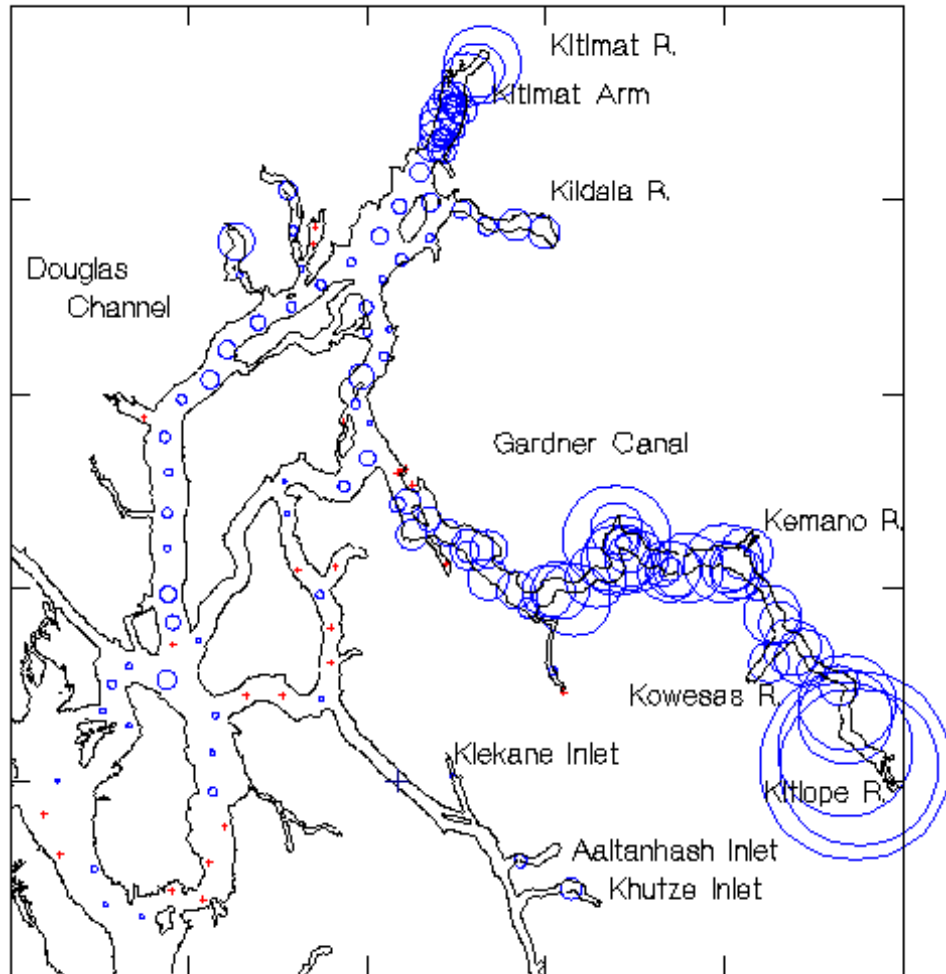 Kitimat R.
Kitimat Arm
Kildala R.
Douglas
Channel
Gardner Canal
Kemano R.
Kowesas R.
Klekane Inlet
Kitlope R.
Aaltanhash Inlet
Khutze Inlet